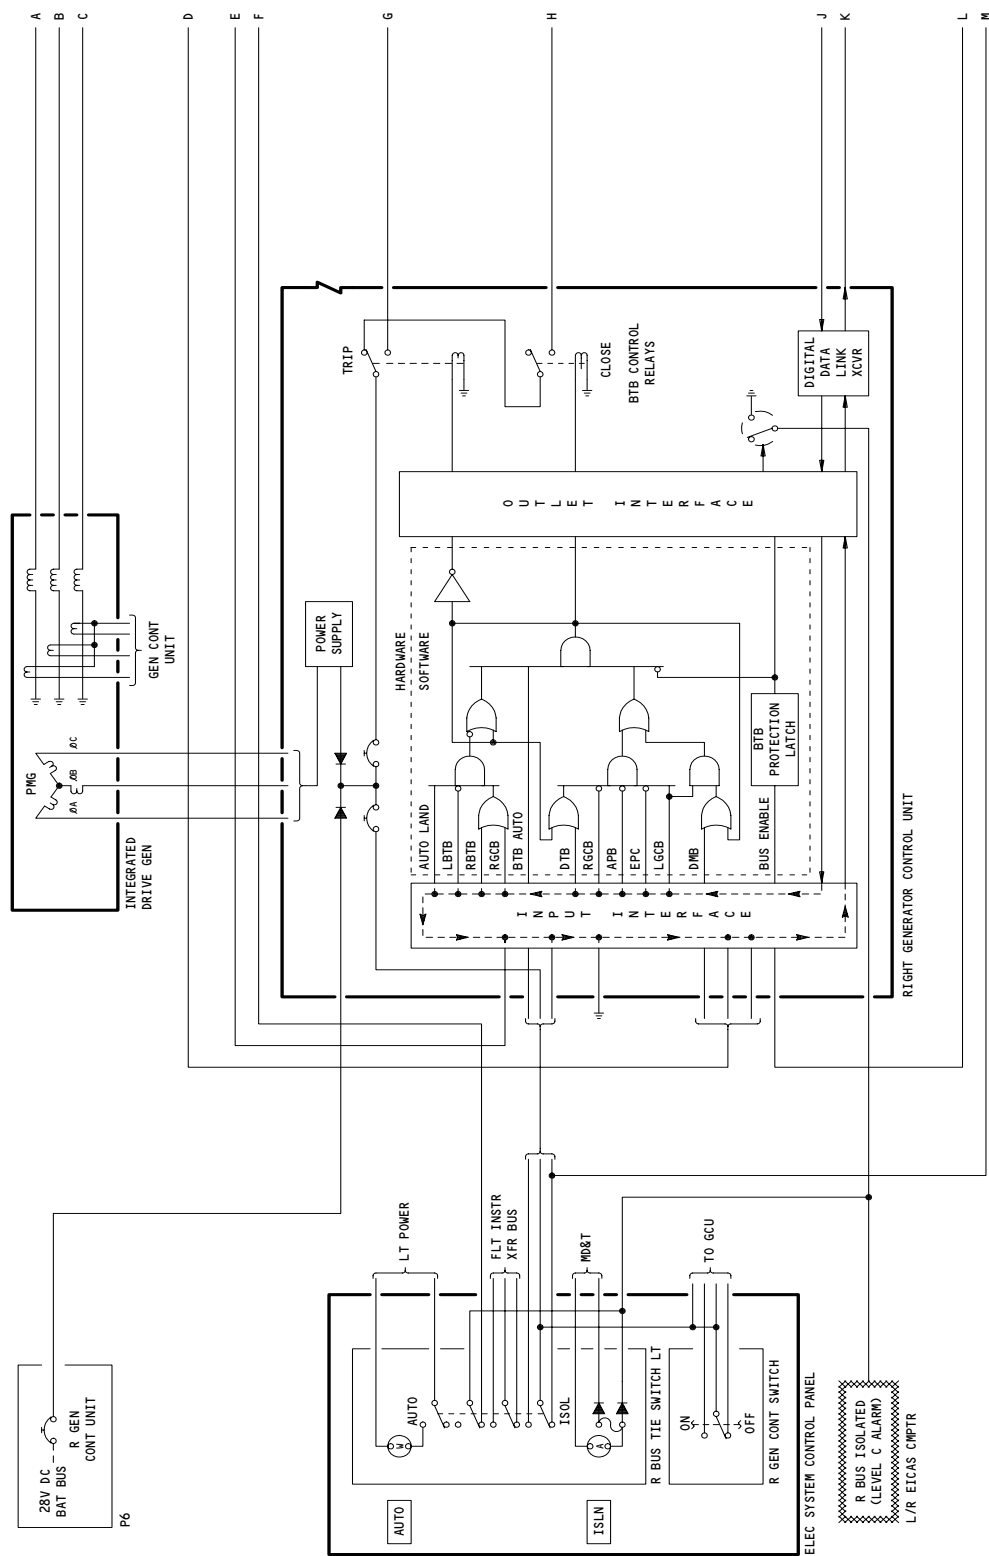 A
B
C
D
E
F
G
H
J
K
L
M
PMG
ØA
ØB
ØC
GEN CONT
UNIT
INTEGRATED
DRIVE GEN
POWER
SUPPLY
HARDWARE
SOFTWARE
TRIP
CLOSE
BTB CONTROL
RELAYS
DIGITAL
DATA
LINK
XCVR
OUTLET INTERFACE
AUTO LAND
LBTB
RBTB
RGCB
BTB AUTO
DTB
RGCB
APB
EPC
LGCB
DMB
BUS ENABLE
BTB
PROTECTION
LATCH
INPUT INTERFACE
RIGHT GENERATOR CONTROL UNIT
28V DC
BAT BUS
R GEN
CONT UNIT
P6
LT POWER
FLT INSTR
XFR BUS
MD&T
TO GCU
AUTO
W
ISOL
A
R BUS TIE SWITCH LT
ON
OFF
R GEN CONT SWITCH
AUTO
ISLN
ELEC SYSTEM CONTROL PANEL
R BUS ISOLATED
(LEVEL C ALARM)
L/R EICAS CMPTR